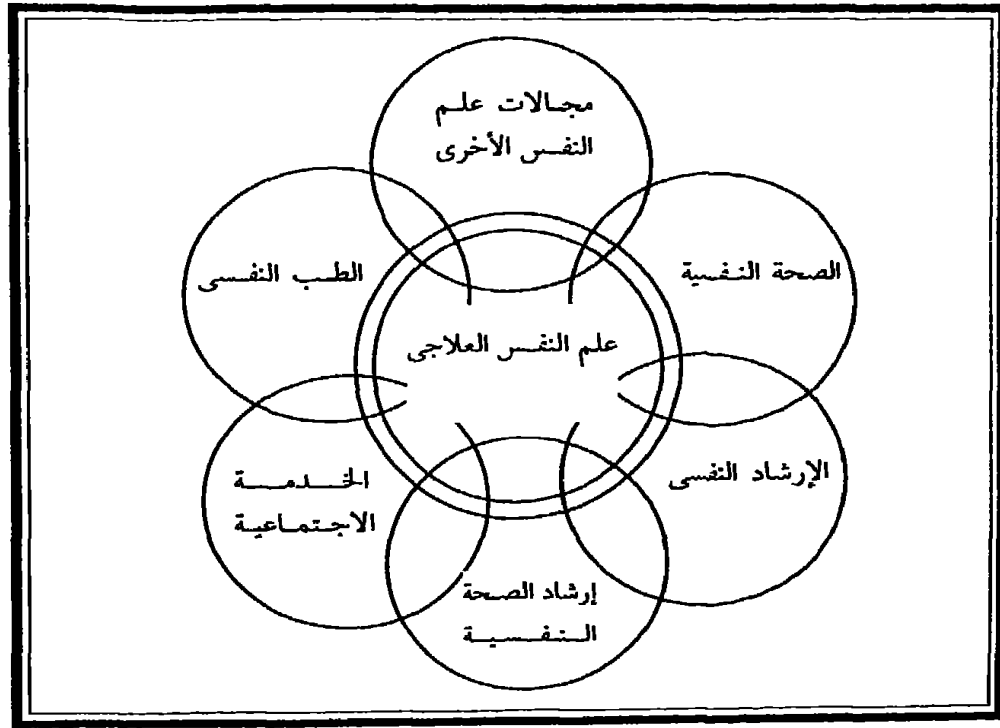 مجالات علم
النفس الأخرى
الصحة النفسية
الطب النفسى
علم النفس العلاجى
الإرشاد النفسى
الخدمة
الاجتماعية
إرشاد الصحة
النفسية